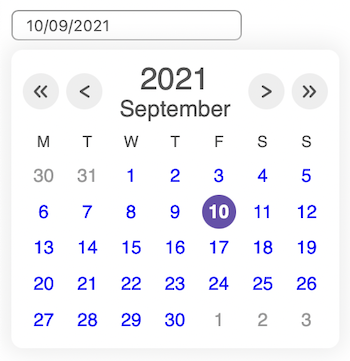 10/09/2021
« < 2021 > »
September
M T W T F S S
30 31 1 2 3 4 5
6 7 8 9 10 11 12
13 14 15 16 17 18 19
20 21 22 23 24 25 26
27 28 29 30 1 2 3